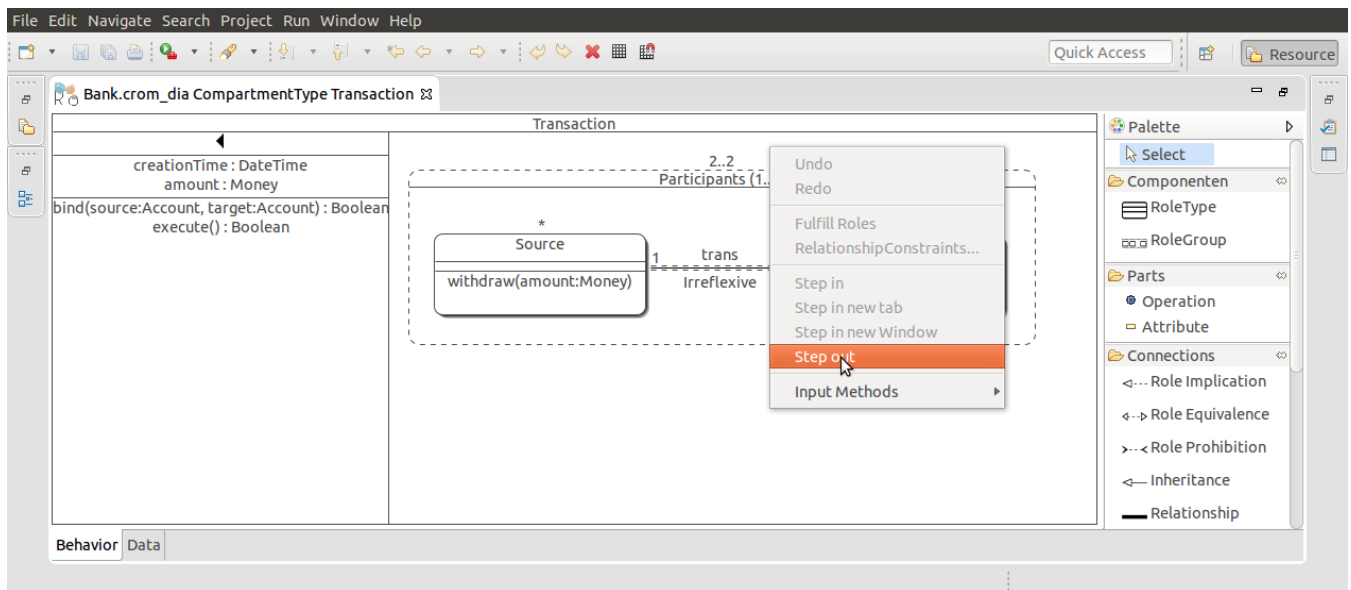 File Edit Navigate Search Project Run Window Help
Quick Access
Resource
Bank.crom_dia CompartmentType Transaction
Transaction
creationTime : DateTime
amount : Money
bind(source:Account, target:Account) : Boolean
execute() : Boolean
2..2
Participants (1..
*
Source
withdraw(amount:Money)
1
trans
Irreflexive
Undo
Redo
Fulfill Roles
RelationshipConstraints...
Step in
Step in new tab
Step in new Window
Step out
Input Methods
Palette
Select
Componenten
RoleType
RoleGroup
Parts
Operation
Attribute
Connections
Role Implication
Role Equivalence
Role Prohibition
Inheritance
Relationship
Behavior Data